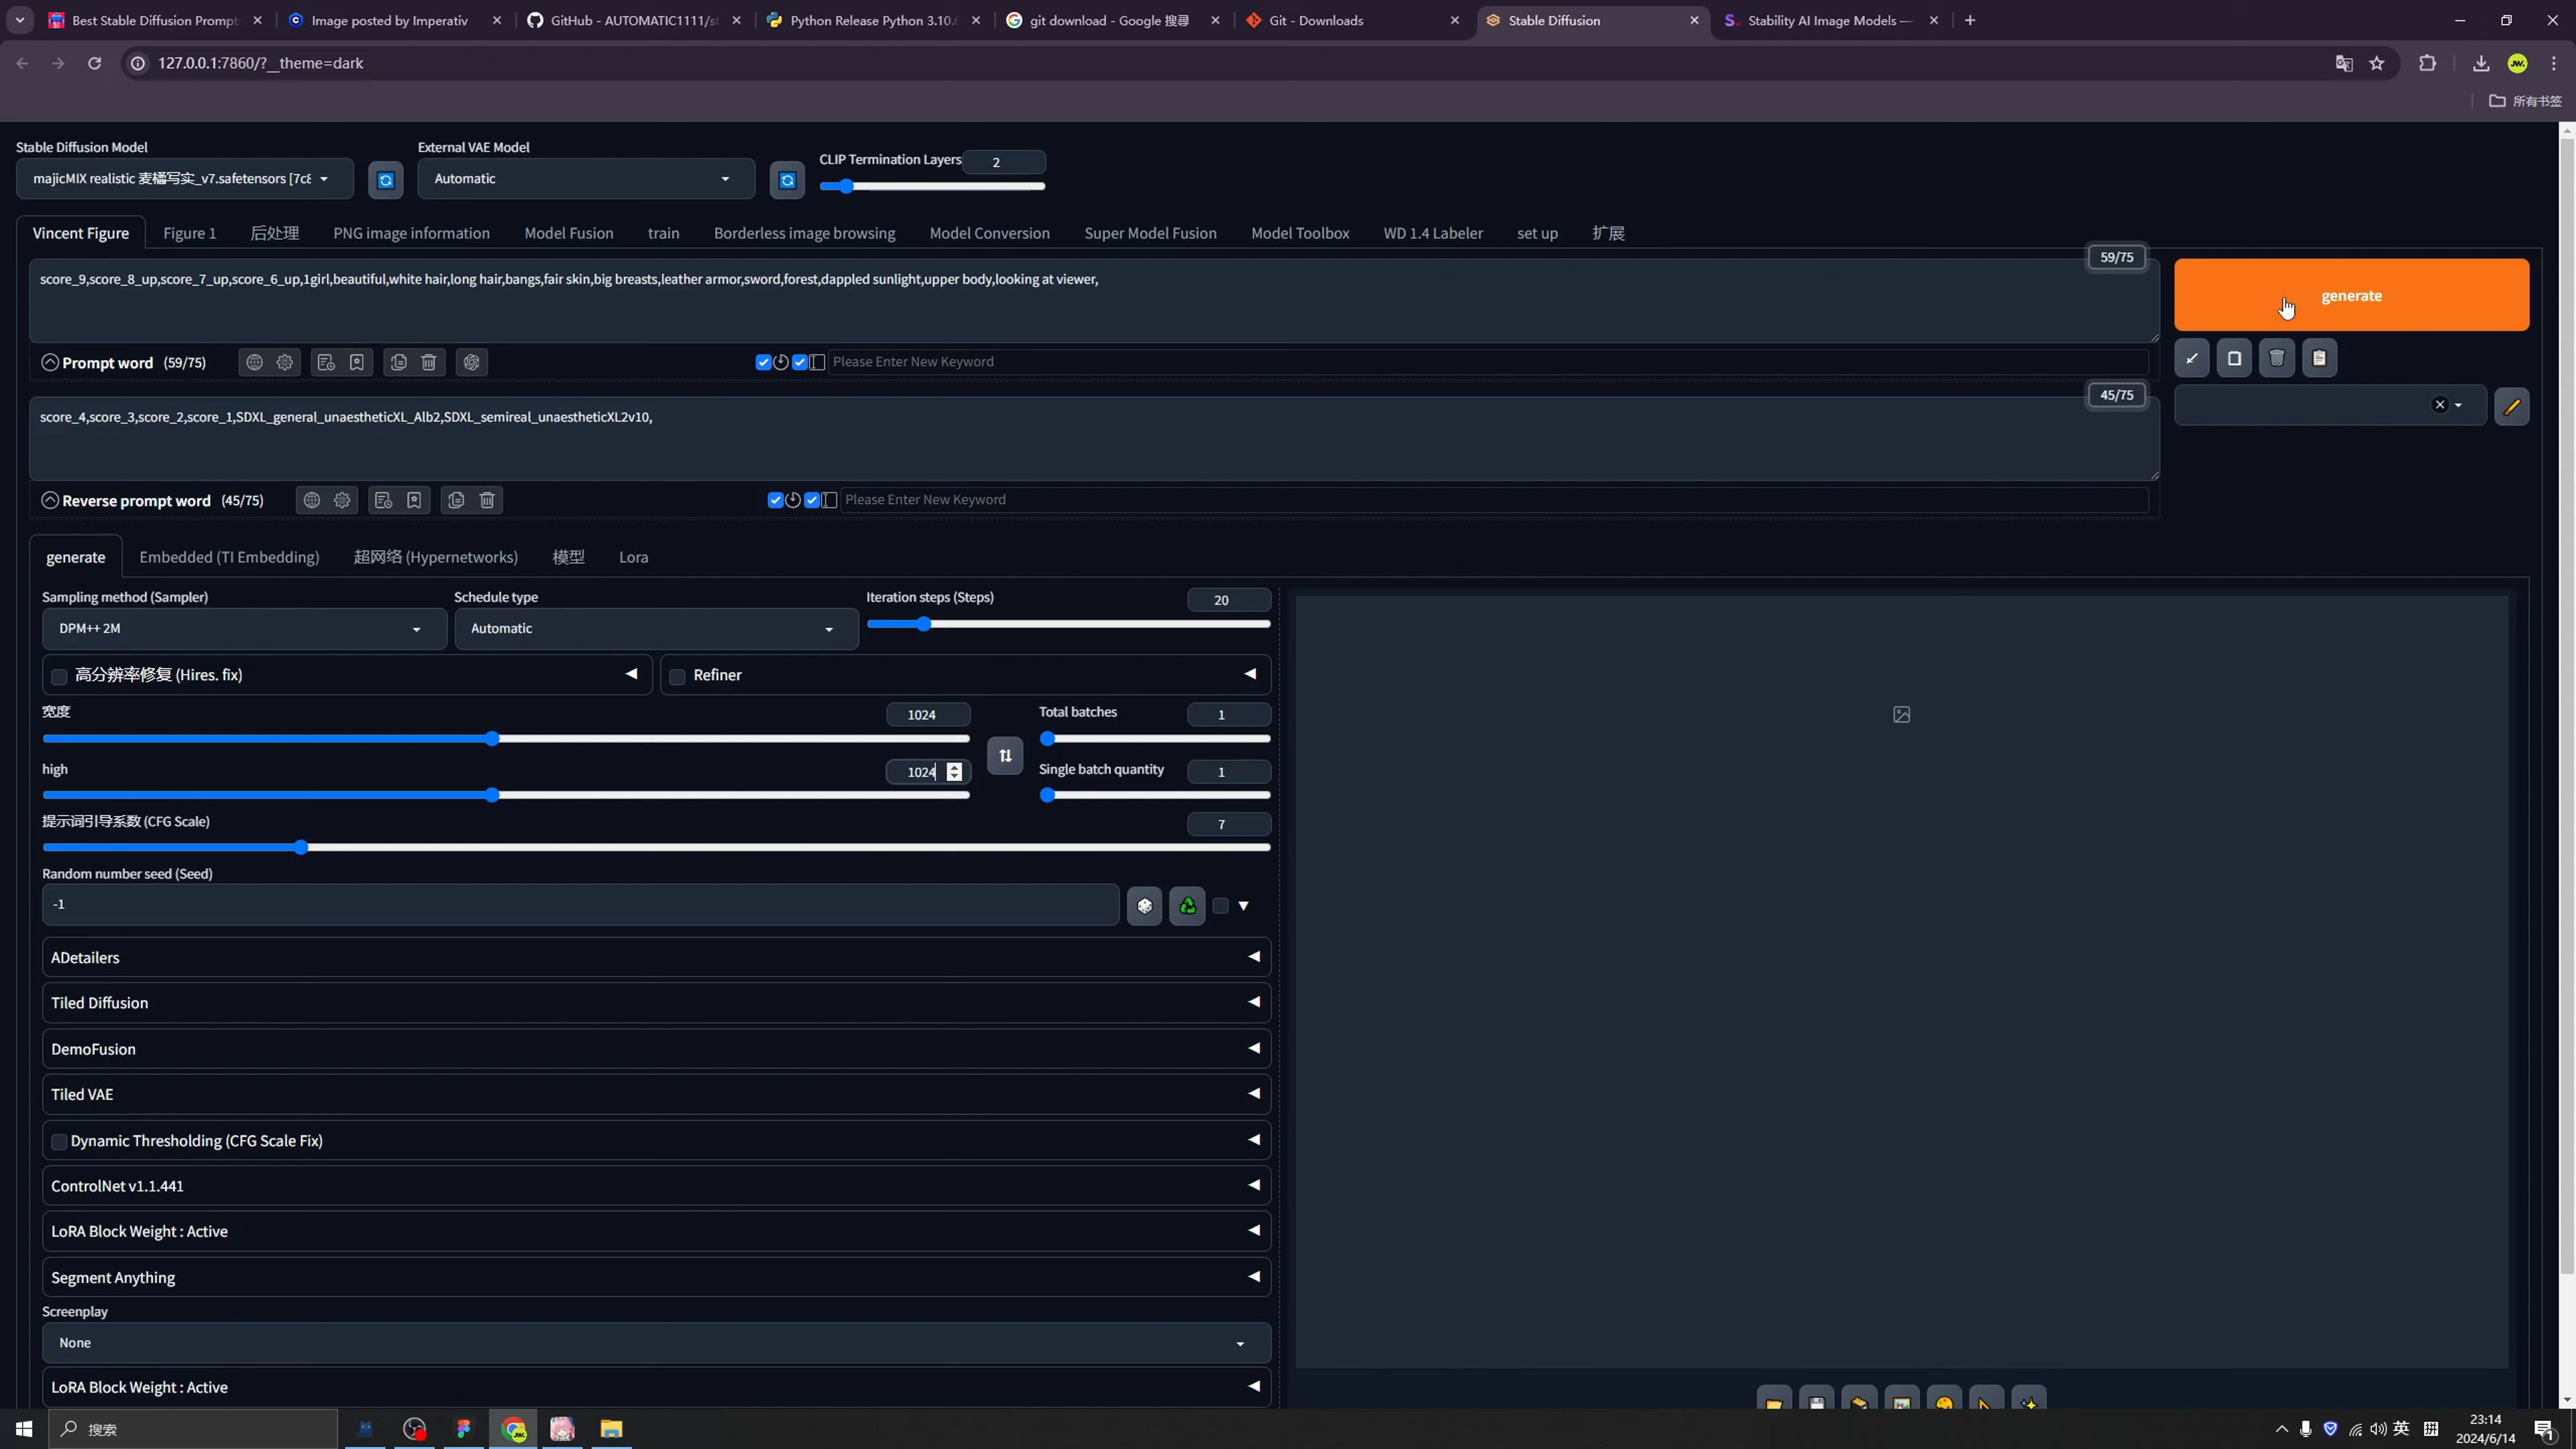 Best Stable Diffusion Prompt
Image posted by Imperativ
GitHub - AUTOMATIC1111/st
Python Release Python 3.10.6
git download - Google 搜尋
Git - Downloads
Stable Diffusion
Stability AI Image Models —
127.0.0.1:7860/?__theme=dark
所有书签
Stable Diffusion Model
External VAE Model
CLIP Termination Layers
2
majicMIX realistic 麦橘写实_v7.safetensors [7c8
Automatic
Vincent Figure
Figure 1
后处理
PNG image information
Model Fusion
train
Borderless image browsing
Model Conversion
Super Model Fusion
Model Toolbox
WD 1.4 Labeler
set up
扩展
59/75
score_9,score_8_up,score_7_up,score_6_up,1girl,beautiful,white hair,long hair,bangs,fair skin,big breasts,leather armor,sword,forest,dappled sunlight,upper body,looking at viewer,
generate
Prompt word (59/75)
Please Enter New Keyword
45/75
score_4,score_3,score_2,score_1,SDXL_general_unaestheticXL_Alb2,SDXL_semireal_unaestheticXL2v10,
Reverse prompt word (45/75)
Please Enter New Keyword
generate
Embedded (TI Embedding)
超网络 (Hypernetworks)
模型
Lora
Sampling method (Sampler)
Schedule type
Iteration steps (Steps)
20
DPM++ 2M
Automatic
高分辨率修复 (Hires. fix)
Refiner
宽度
1024
Total batches
1
high
1024
Single batch quantity
1
提示词引导系数 (CFG Scale)
7
Random number seed (Seed)
-1
ADetailers
Tiled Diffusion
DemoFusion
Tiled VAE
Dynamic Thresholding (CFG Scale Fix)
ControlNet v1.1.441
LoRA Block Weight : Active
Segment Anything
Screenplay
None
LoRA Block Weight : Active
搜索
英
拼
23:14
2024/6/14
1